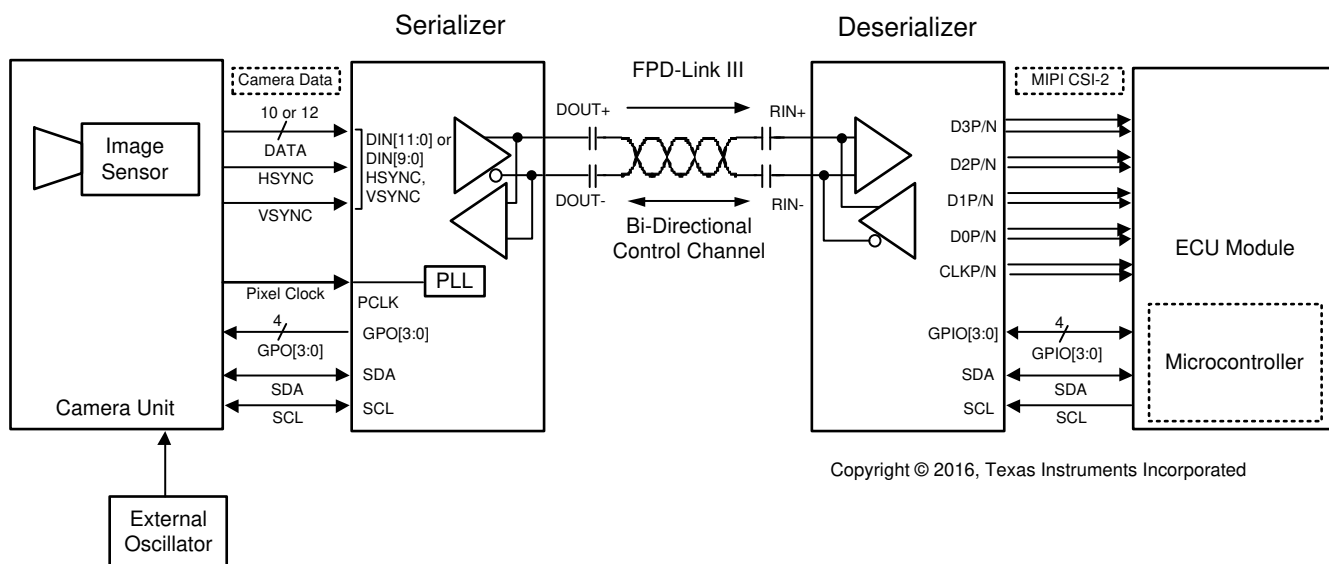 Serializer
Deserializer
Camera Data
FPD-Link III
MIPI CSI-2
Image
Sensor
10 or 12
DATA
HSYNC
VSYNC
Pixel Clock
4
GPO[3:0]
SDA
SCL
Camera Unit
External
Oscillator
DIN[11:0] or
DIN[9:0]
HSYNC,
VSYNC
PLL
PCLK
GPO[3:0]
SDA
SCL
DOUT+
DOUT-
RIN+
RIN-
Bi-Directional
Control Channel
D3P/N
D2P/N
D1P/N
D0P/N
CLKP/N
GPIO[3:0]
SDA
SCL
4
GPIO[3:0]
SDA
SCL
ECU Module
Microcontroller
Copyright © 2016, Texas Instruments Incorporated